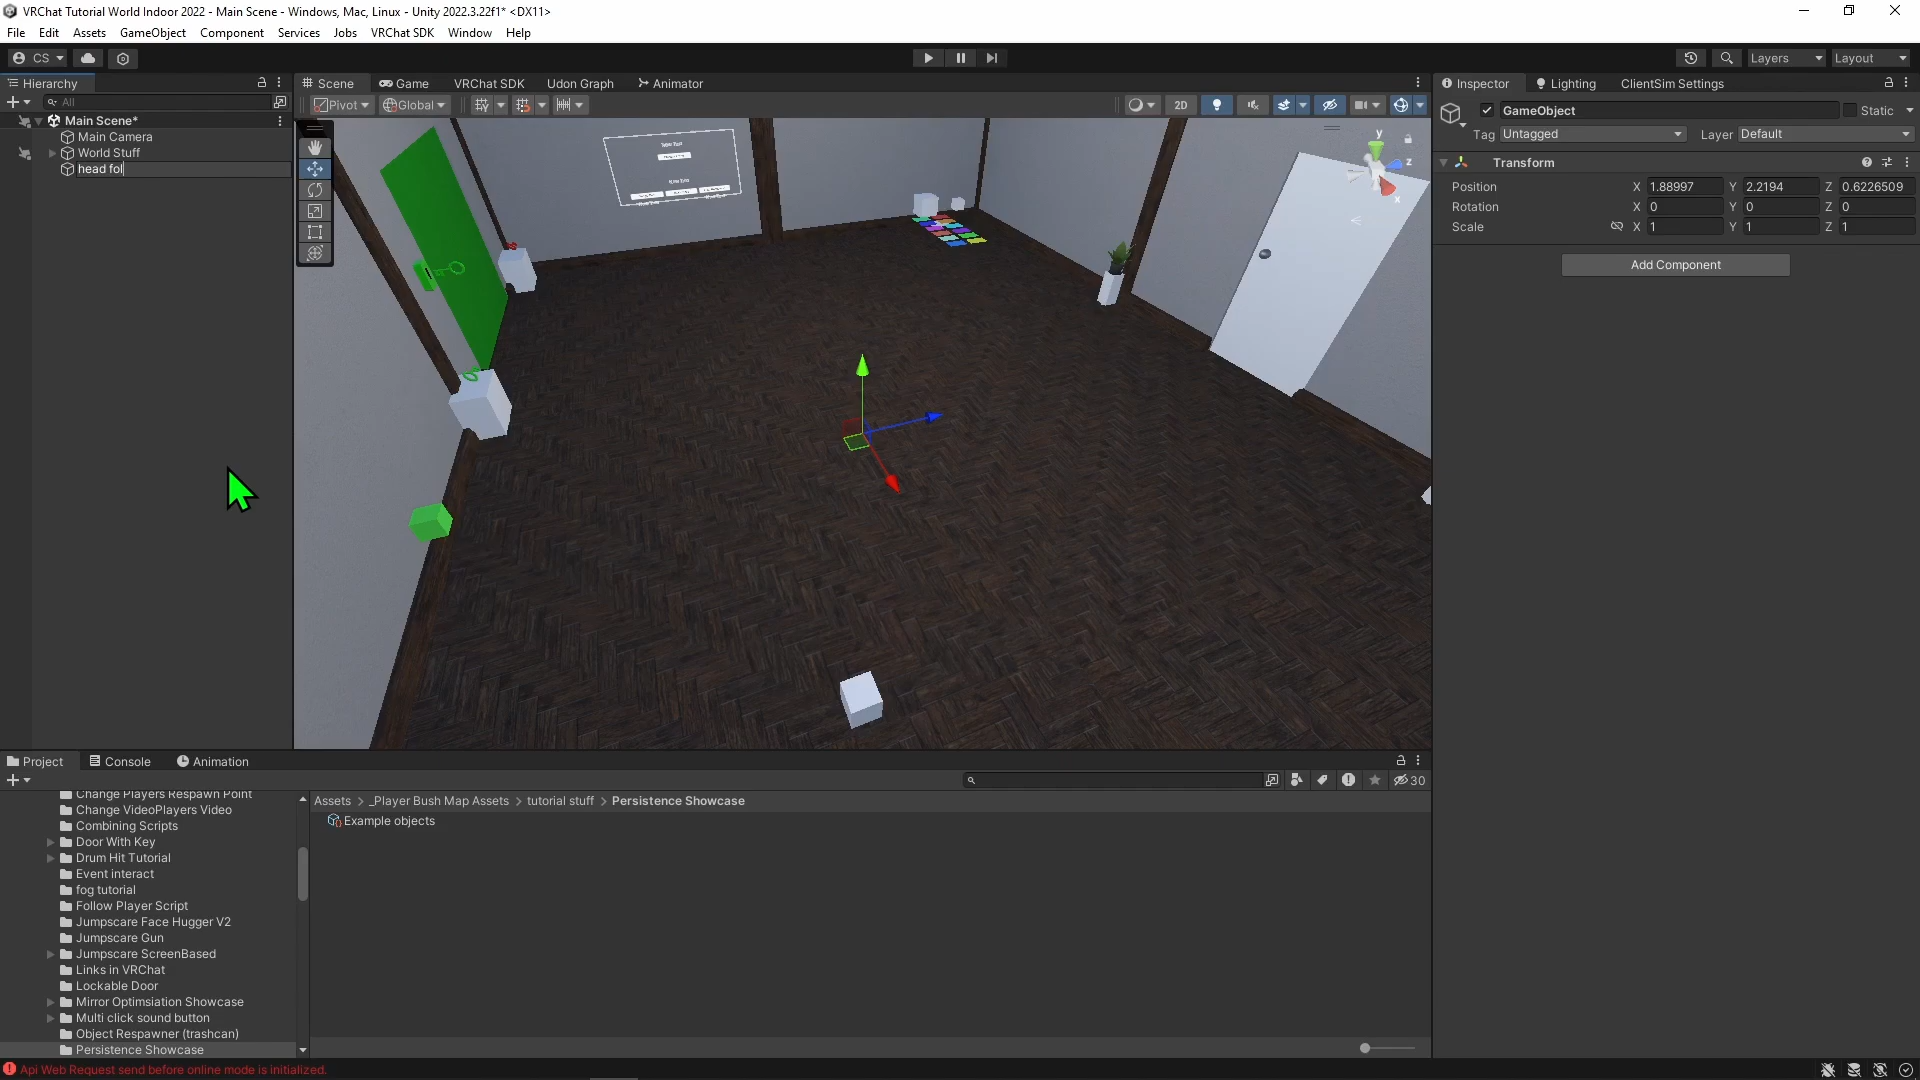 VRChat Tutorial World Indoor 2022 - Main Scene - Windows, Mac, Linux - Unity 2022.3.22f1* <DX11>
File Edit Assets GameObject Component Services Jobs VRChat SDK Window Help
CS Layers Layout
Hierarchy Scene Game VRChat SDK Udon Graph Animator Inspector Lighting ClientSim Settings
All Pivot Global 2D GameObject Static
Main Scene*
Main Camera
World Stuff
head fol
Tag Untagged Layer Default
Transform
Position X 1.88997 Y 2.2194 Z 0.6226509
Rotation X 0 Y 0 Z 0
Scale X 1 Y 1 Z 1
Add Component
y
z
x
Project Console Animation
30
Assets > _Player Bush Map Assets > tutorial stuff > Persistence Showcase
Example objects
Change Players Respawn Point
Change VideoPlayers Video
Combining Scripts
Door With Key
Drum Hit Tutorial
Event interact
fog tutorial
Follow Player Script
Jumpscare Face Hugger V2
Jumpscare Gun
Jumpscare ScreenBased
Links in VRChat
Lockable Door
Mirror Optimsiation Showcase
Multi click sound button
Object Respawner (trashcan)
Persistence Showcase
Api Web Request send before online mode is initialized.